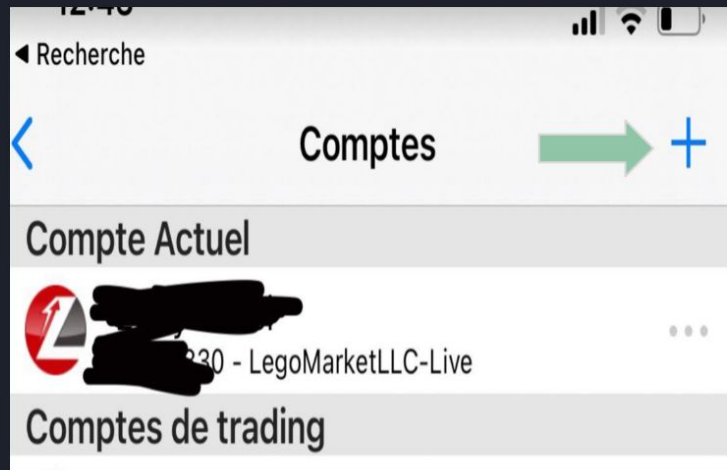 ◀ Recherche
Comptes
Compte Actuel
30 - LegoMarketLLC-Live
Comptes de trading